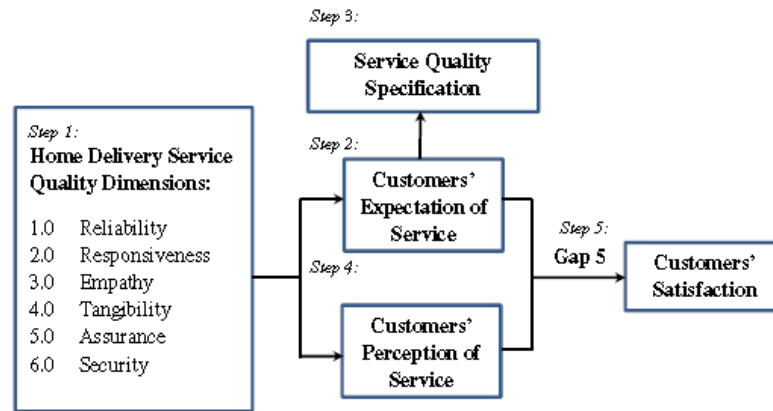 Step 3:
Service Quality
Specification
Step 1:
Home Delivery Service
Quality Dimensions:
1.0 Reliability
2.0 Responsiveness
3.0 Empathy
4.0 Tangibility
5.0 Assurance
6.0 Security
Step 2:
Customers’
Expectation of
Service
Step 4:
Customers’
Perception of
Service
Step 5:
Gap 5
Customers’
Satisfaction